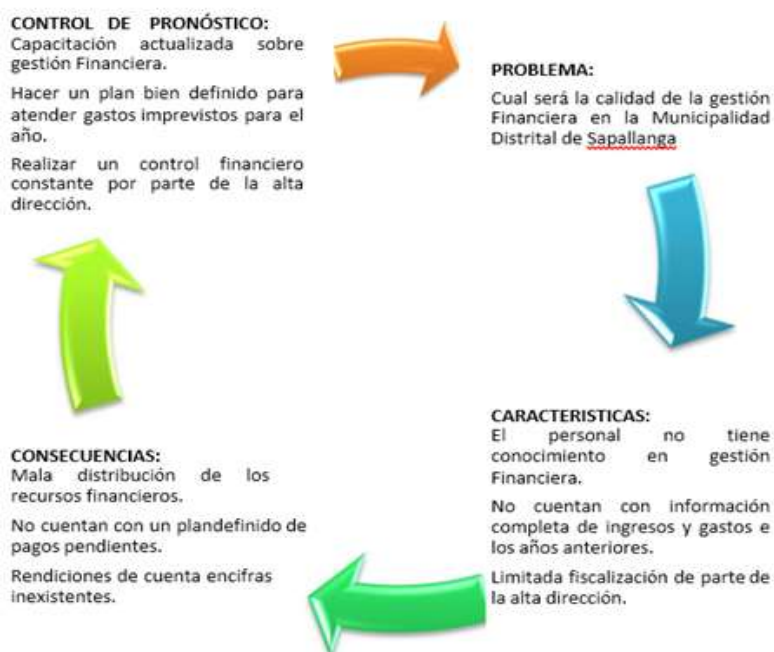 CONTROL DE PRONÓSTICO:
Capacitación actualizada sobre
gestión Financiera.
Hacer un plan bien definido para
atender gastos imprevistos para el
año.
Realizar un control financiero
constante por parte de la alta
dirección.
PROBLEMA:
Cual será la calidad de la gestión
Financiera en la Municipalidad
Distrital de Sapallanga
CARACTERISTICAS:
El personal no tiene
conocimiento en gestión
Financiera.
No cuentan con información
completa de ingresos y gastos e
los años anteriores.
Limitada fiscalización de parte de
la alta dirección.
CONSECUENCIAS:
Mala distribución de los
recursos financieros.
No cuentan con un plandefinido de
pagos pendientes.
Rendiciones de cuenta encifras
inexistentes.